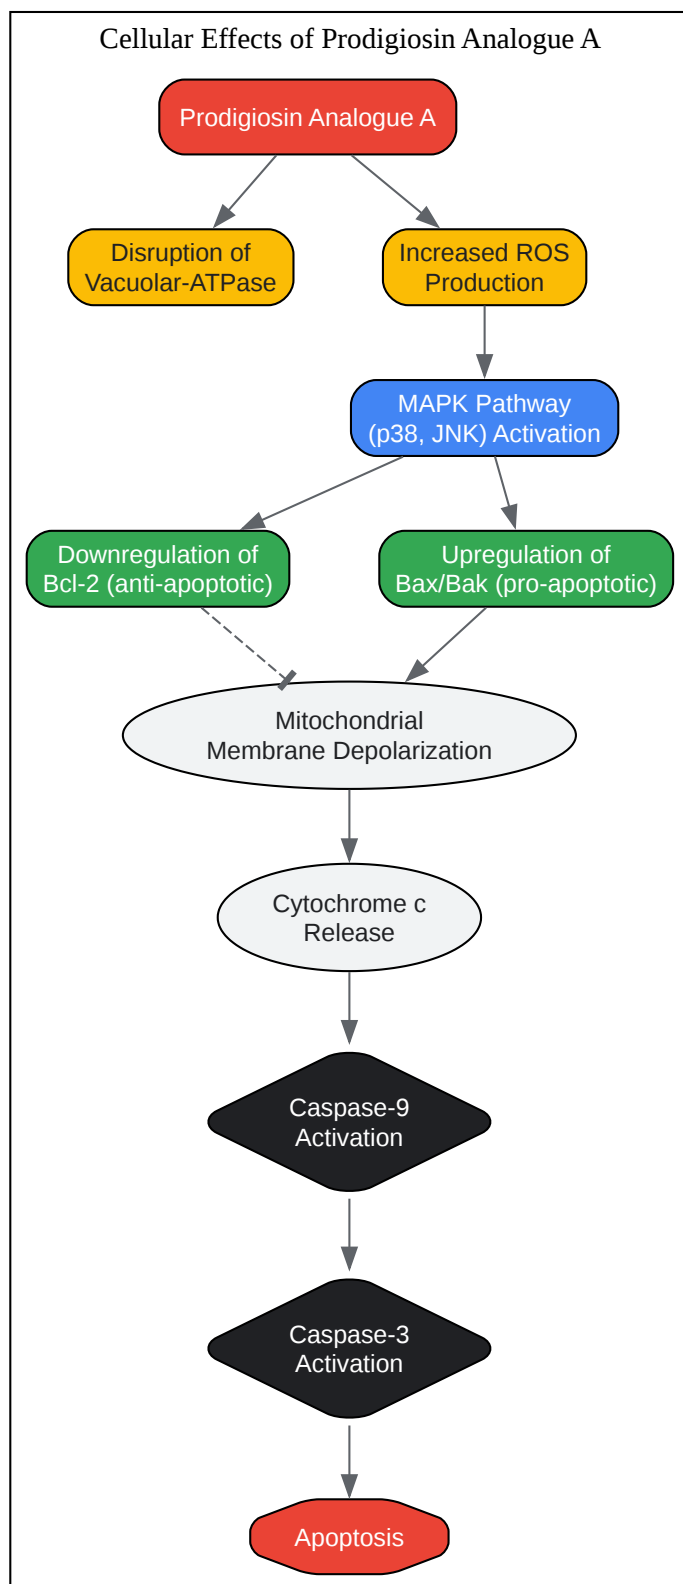 Cellular Effects of Prodigiosin Analogue A
Prodigiosin Analogue A
Disruption of
Vacuolar-ATPase
Increased ROS
Production
MAPK Pathway
(p38, JNK) Activation
Downregulation of
Bcl-2 (anti-apoptotic)
Upregulation of
Bax/Bak (pro-apoptotic)
Mitochondrial
Membrane Depolarization
Cytochrome c
Release
Caspase-9
Activation
Caspase-3
Activation
Apoptosis